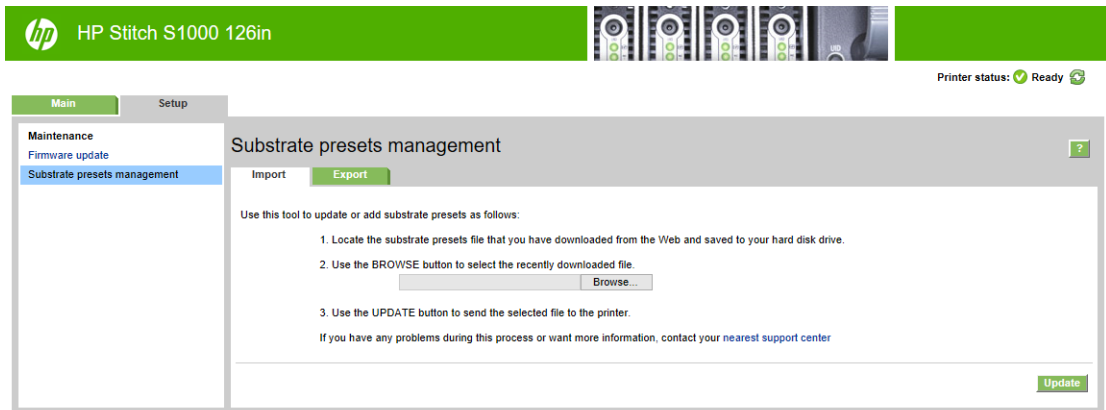 hp HP Stitch S1000 126in
UID
Printer status: Ready
Main Setup
Maintenance
Firmware update
Substrate presets management
Substrate presets management
?
Import Export
Use this tool to update or add substrate presets as follows:
1. Locate the substrate presets file that you have downloaded from the Web and saved to your hard disk drive.
2. Use the BROWSE button to select the recently downloaded file.
Browse...
3. Use the UPDATE button to send the selected file to the printer.
If you have any problems during this process or want more information, contact your nearest support center
Update